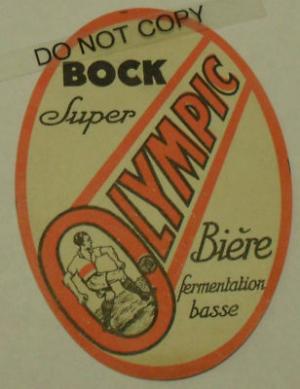 DO NOT COPY
BOCK
Super
OLYMPIC
Bière
fermentation
basse